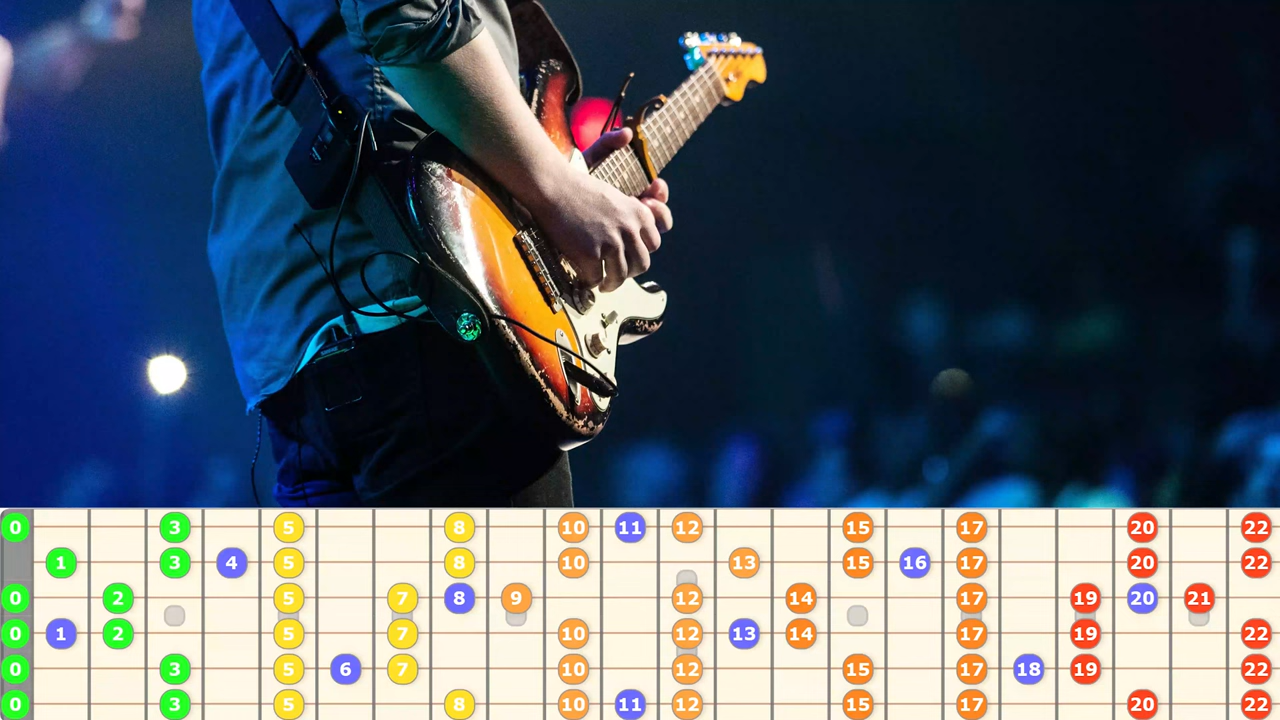 0 3 5 8 10 11 12 15 17 20 22
1 3 4 5 8 10 13 15 16 17 20 22
0 2 5 7 8 9 12 14 17 19 20 21
0 1 2 5 7 10 12 13 14 17 19 22
0 3 5 6 7 10 12 15 17 18 19 22
0 3 5 8 10 11 12 15 17 20 22